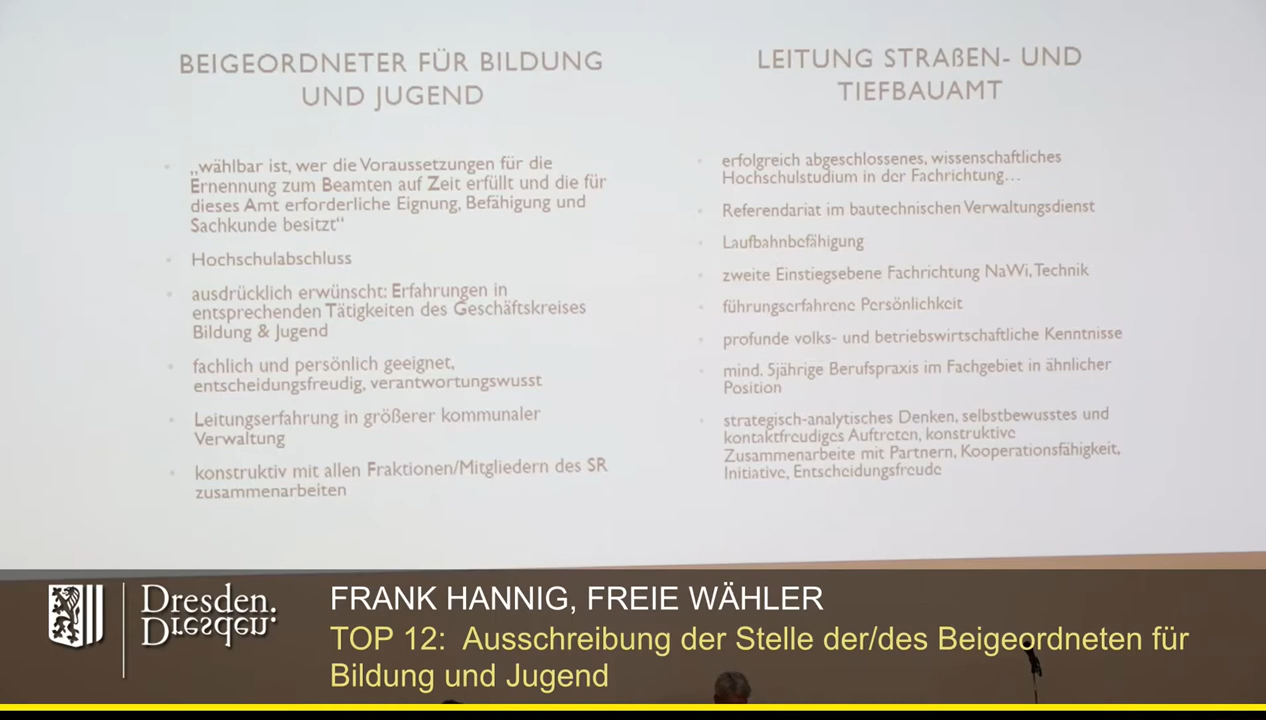 BEIGEORDNETER FÜR BILDUNG
UND JUGEND
„wählbar ist, wer die Voraussetzungen für die
Ernennung zum Beamten auf Zeit erfüllt und die für
dieses Amt erforderliche Eignung, Befähigung und
Sachkunde besitzt“
Hochschulabschluss
ausdrücklich erwünscht: Erfahrungen in
entsprechenden Tätigkeiten des Geschäftskreises
Bildung & Jugend
fachlich und persönlich geeignet,
entscheidungsfreudig, verantwortungswusst
Leitungserfahrung in größerer kommunaler
Verwaltung
konstruktiv mit allen Fraktionen/Mitgliedern des SR
zusammenarbeiten
LEITUNG STRAßEN- UND
TIEFBAUAMT
erfolgreich abgeschlossenes, wissenschaftliches
Hochschulstudium in der Fachrichtung…
Referendariat im bautechnischen Verwaltungsdienst
Laufbahnbefähigung
zweite Einstiegsebene Fachrichtung NaWi, Technik
führungserfahrene Persönlichkeit
profunde volks- und betriebswirtschaftliche Kenntnisse
mind. 5jährige Berufspraxis im Fachgebiet in ähnlicher
Position
strategisch-analytisches Denken, selbstbewusstes und
kontaktfreudiges Auftreten, konstruktive
Zusammenarbeite mit Partnern, Kooperationsfähigkeit,
Initiative, Entscheidungsfreude
Dresden.
Dresden.
FRANK HANNIG, FREIE WÄHLER
TOP 12: Ausschreibung der Stelle der/des Beigeordneten für
Bildung und Jugend